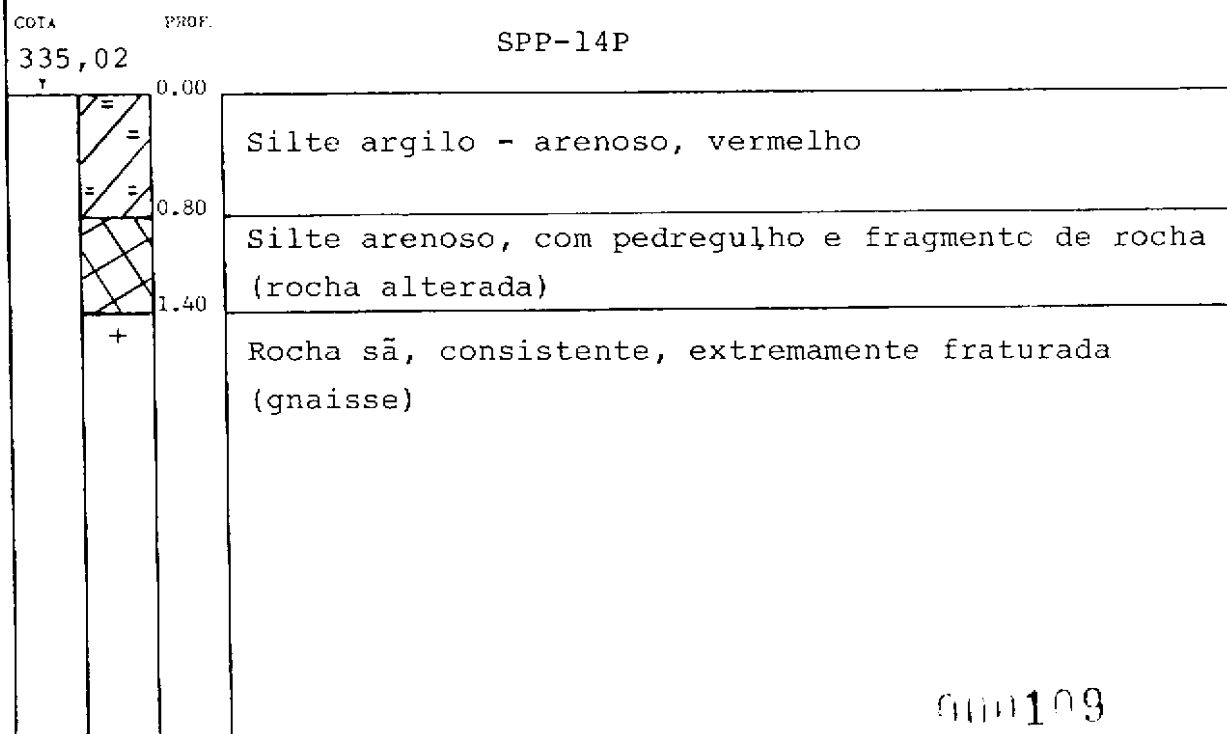 COTA PROF.
335,02 SPP-14P
0.00
Silte argilo - arenoso, vermelho
0.80
Silte arenoso, com pedregulho e fragmento de rocha
(rocha alterada)
1.40
Rocha sã, consistente, extremamente fraturada
(gnaisse)
000109